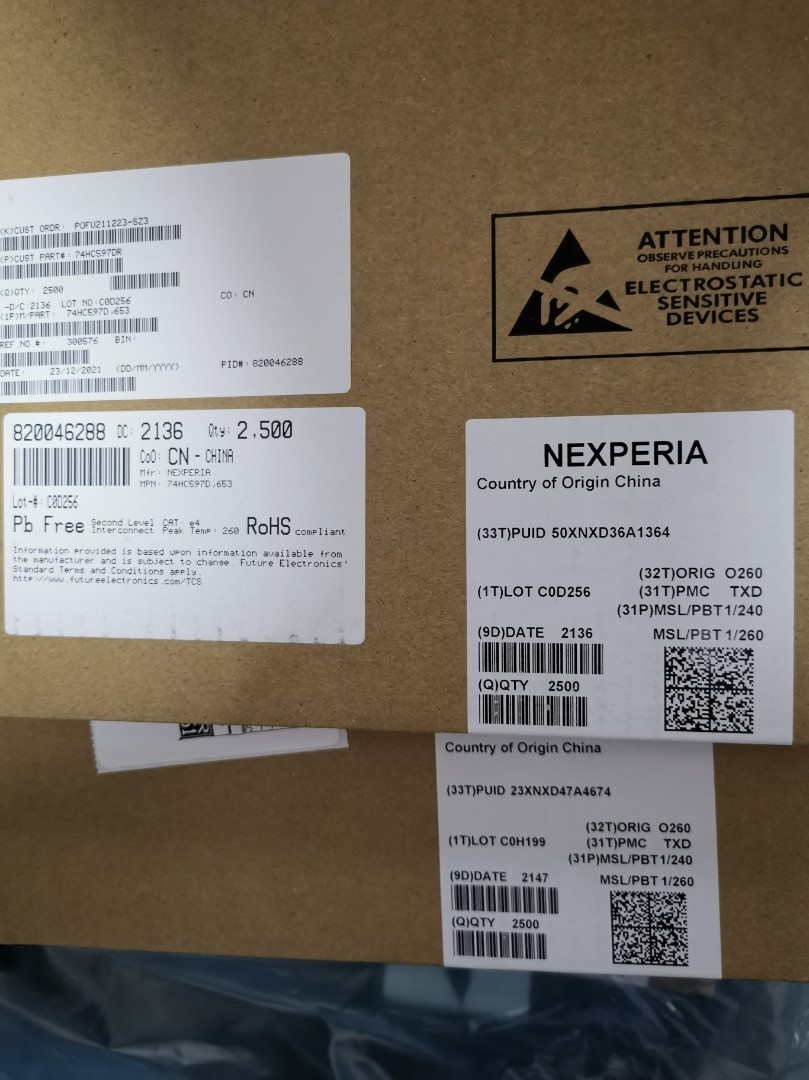 (K)CUST ORDR: POFU211223-SZ3
(P)CUST PART#: 74HC597DR
(Q)QTY: 2500
-D/C:2136 LOT NO:C0D256
(1P)M/PART: 74HC597D,653
REF.NO.#: 300576 BIN:
DATE: 23/12/2021 (DD/MM/YYYY)
CO: CN
PID#:820046288
820046288 DC: 2136 Qty: 2,500
CoO: CN - CHINA
Mfr: NEXPERIA
MPN: 74HC597D,653
Lot-#: C0D256
Pb Free Second Level Interconnect CAT: e4 Peak Temp: 260 RoHS compliant
Information provided is based upon information available from
the manufacturer and is subject to change. Future Electronics'
Standard Terms and Conditions apply.
http://www.futureelectronics.com/TCS
ATTENTION
OBSERVE PRECAUTIONS
FOR HANDLING
ELECTROSTATIC
SENSITIVE
DEVICES
NEXPERIA
Country of Origin China
(33T)PUID 50XNXD36A1364
(32T)ORIG O260
(1T)LOT C0D256 (31T)PMC TXD
(31P)MSL/PBT 1/240
(9D)DATE 2136 MSL/PBT 1/260
(Q)QTY 2500
Country of Origin China
(33T)PUID 23XNXD47A4674
(32T)ORIG O260
(1T)LOT C0H199 (31T)PMC TXD
(31P)MSL/PBT 1/240
(9D)DATE 2147 MSL/PBT 1/260
(Q)QTY 2500